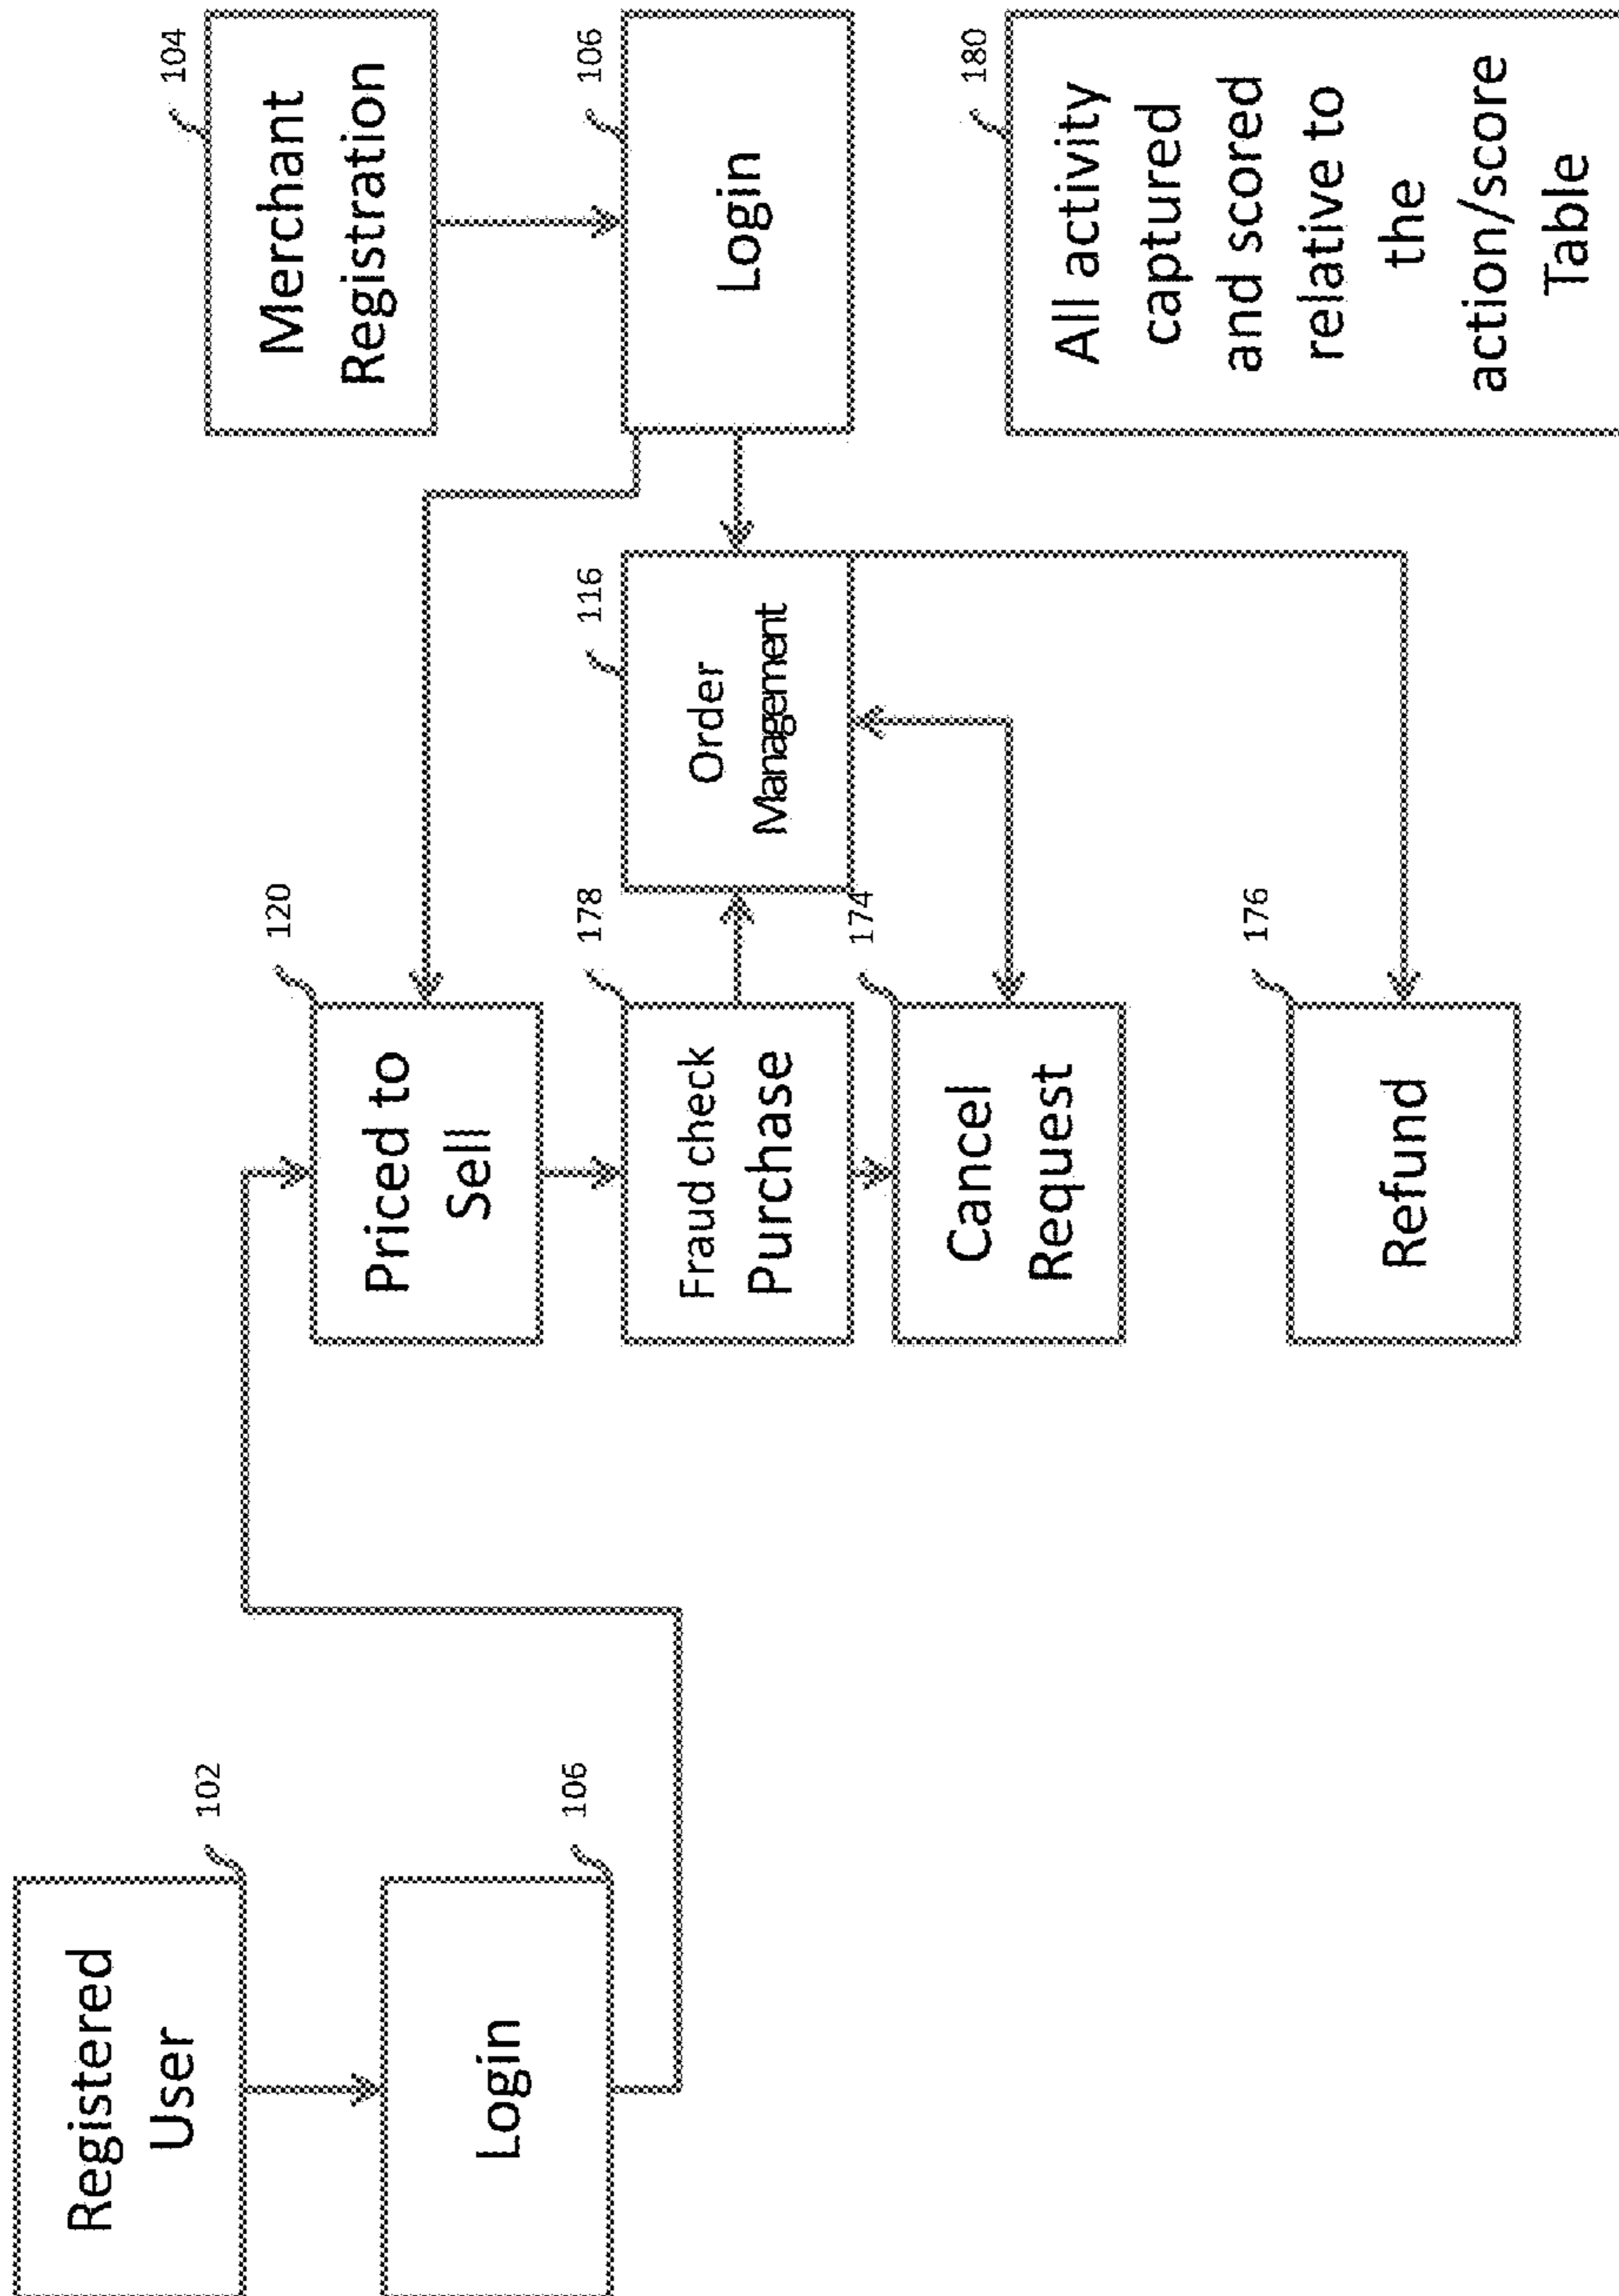 102
Registered
User
106
Login
120
Priced to
Sell
178
Fraud check
Purchase
174
Cancel
Request
176
Refund
116
Order
Management
104
Merchant
Registration
106
Login
180
All activity
captured
and scored
relative to
the
action/score
Table